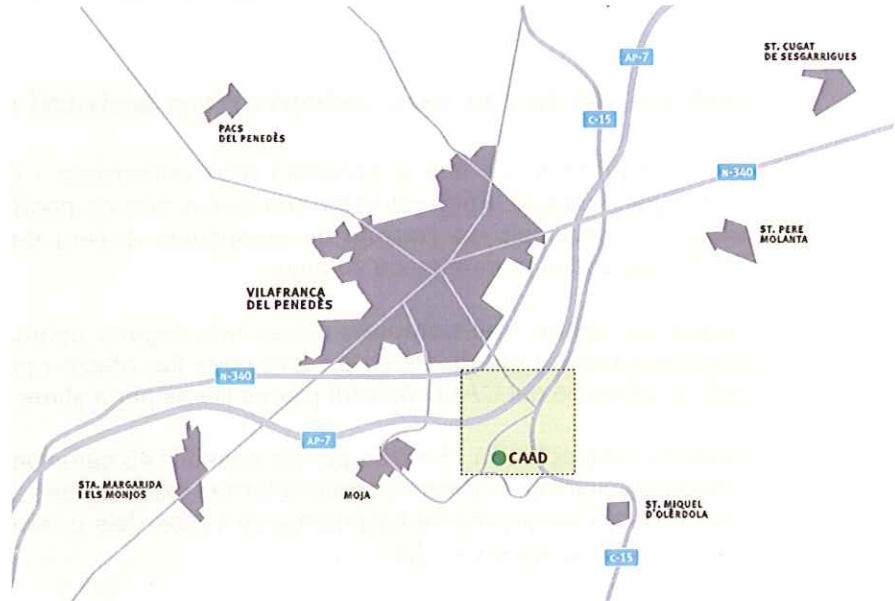 AP-7
ST. CUGAT
DE SESGARRIGUES
PACS
DEL PENEDÈS
C-15
N-340
ST. PERE
MOLANTA
VILAFRANCA
DEL PENEDÈS
N-340
AP-7
CAAD
STA. MARGARIDA
I ELS MONJOS
MOJA
ST. MIQUEL
D'OLÈRDOLA
C-15